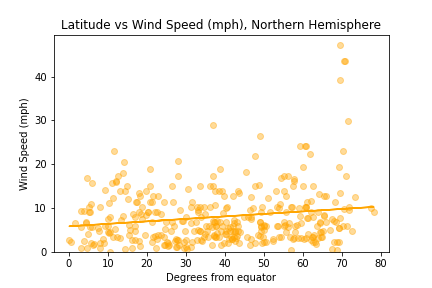 Latitude vs Wind Speed (mph), Northern Hemisphere
Wind Speed (mph)
40
30
20
10
0
0 10 20 30 40 50 60 70 80
Degrees from equator